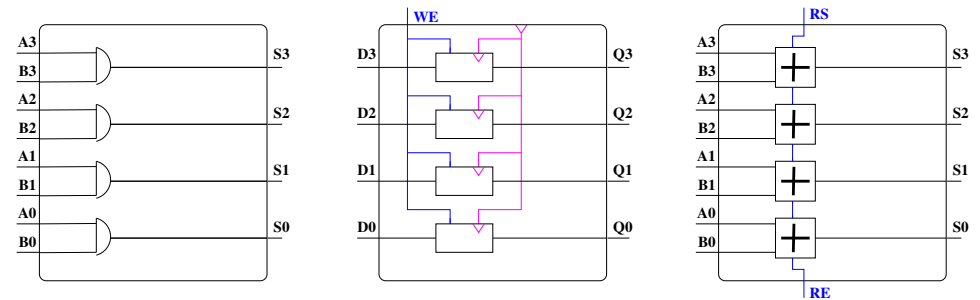 A3
B3
S3
A2
B2
S2
A1
B1
S1
A0
B0
S0
WE
D3
Q3
D2
Q2
D1
Q1
D0
Q0
RS
A3
B3
S3
A2
B2
S2
A1
B1
S1
A0
B0
S0
RE